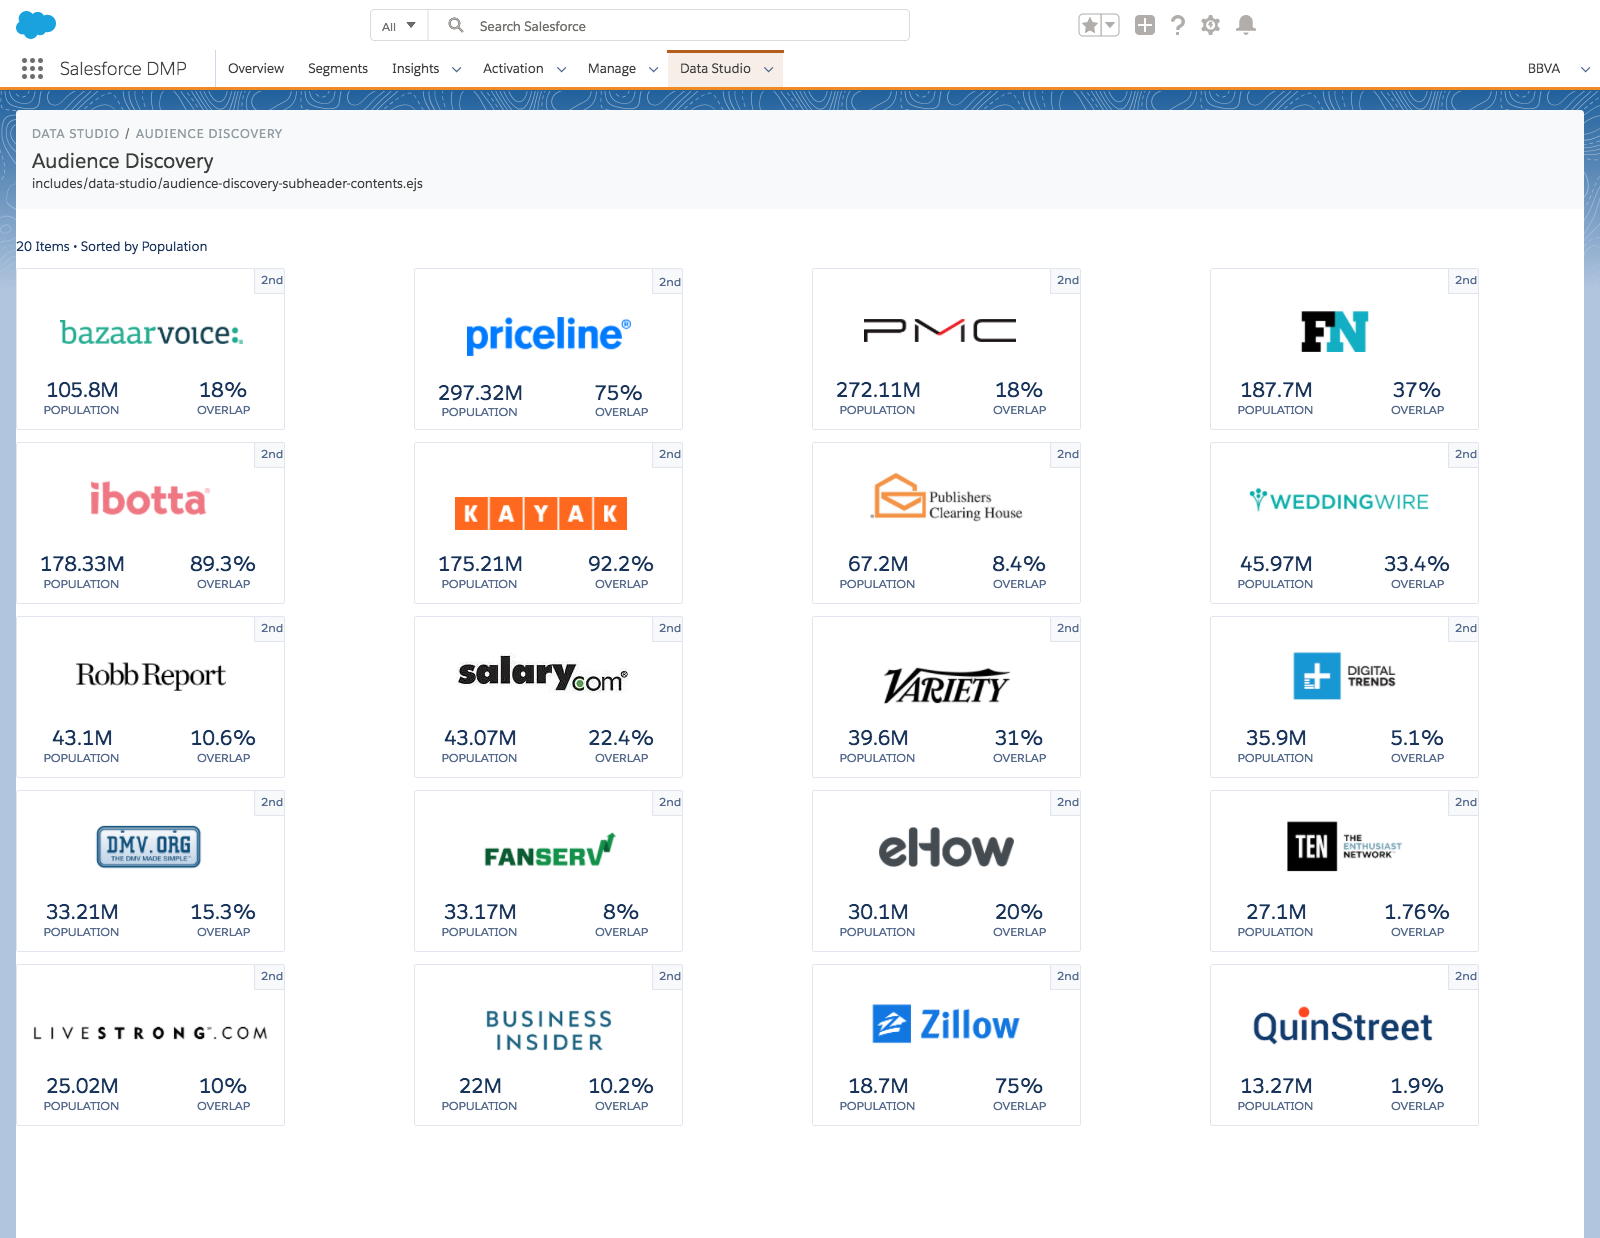 All
Search Salesforce
Salesforce DMP
Overview
Segments
Insights
Activation
Manage
Data Studio
BBVA
DATA STUDIO / AUDIENCE DISCOVERY
Audience Discovery
includes/data-studio/audience-discovery-subheader-contents.ejs
20 Items • Sorted by Population
2nd
bazaarvoice:.
105.8M 18%
POPULATION OVERLAP
2nd
priceline®
297.32M 75%
POPULATION OVERLAP
2nd
PMC
272.11M 18%
POPULATION OVERLAP
2nd
FN
187.7M 37%
POPULATION OVERLAP
2nd
ibotta®
178.33M 89.3%
POPULATION OVERLAP
2nd
KAYAK
175.21M 92.2%
POPULATION OVERLAP
2nd
Publishers
Clearing House
67.2M 8.4%
POPULATION OVERLAP
2nd
WEDDINGWIRE
45.97M 33.4%
POPULATION OVERLAP
2nd
Robb Report
43.1M 10.6%
POPULATION OVERLAP
2nd
salary.com®
43.07M 22.4%
POPULATION OVERLAP
2nd
VARIETY
39.6M 31%
POPULATION OVERLAP
2nd
DIGITAL
TRENDS
35.9M 5.1%
POPULATION OVERLAP
2nd
DMV.ORG
THE DMV MADE SIMPLE™
33.21M 15.3%
POPULATION OVERLAP
2nd
FANSERV
33.17M 8%
POPULATION OVERLAP
2nd
eHow
30.1M 20%
POPULATION OVERLAP
2nd
TEN
THE
ENTHUSIAST
NETWORK™
27.1M 1.76%
POPULATION OVERLAP
2nd
LIVESTRONG™.COM
25.02M 10%
POPULATION OVERLAP
2nd
BUSINESS
INSIDER
22M 10.2%
POPULATION OVERLAP
2nd
Zillow
18.7M 75%
POPULATION OVERLAP
2nd
QuinStreet
13.27M 1.9%
POPULATION OVERLAP